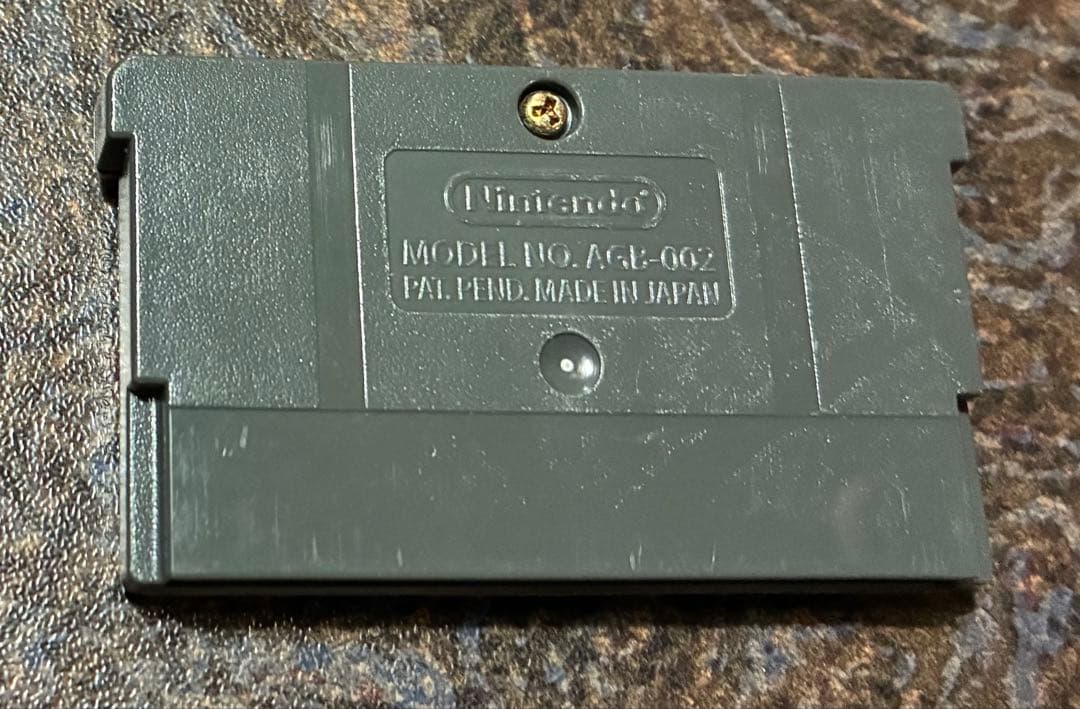 Nintendo®
MODEL NO. AGB-002
PAT. PEND. MADE IN JAPAN